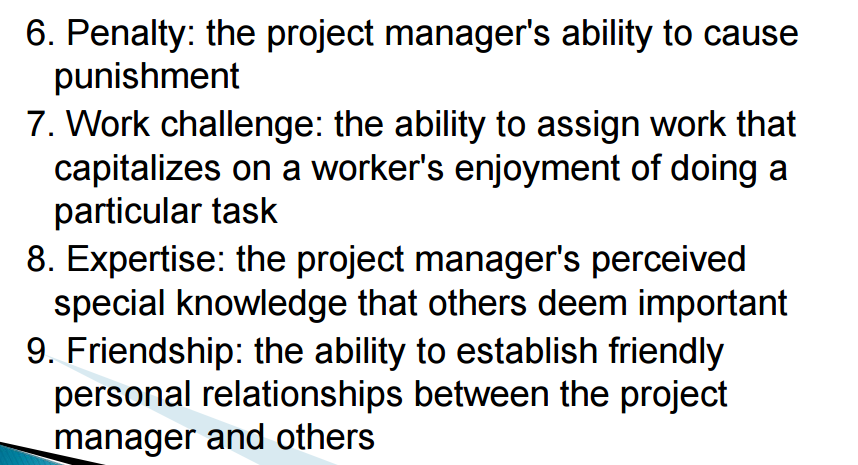 6. Penalty: the project manager's ability to cause
punishment
7. Work challenge: the ability to assign work that
capitalizes on a worker's enjoyment of doing a
particular task
8. Expertise: the project manager's perceived
special knowledge that others deem important
9. Friendship: the ability to establish friendly
personal relationships between the project
manager and others